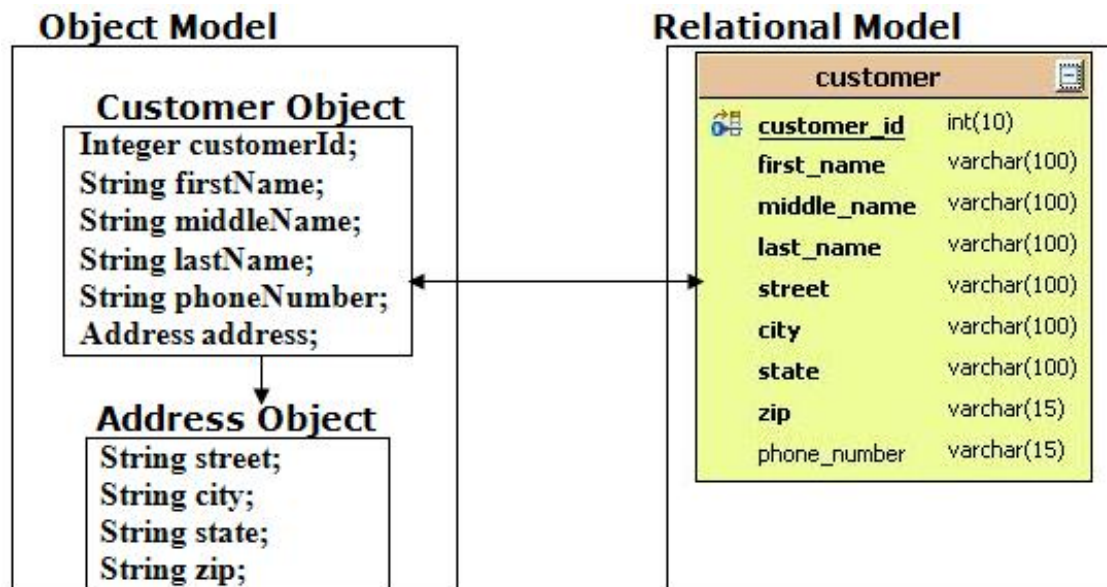 Object Model
Customer Object
Integer customerId;
String firstName;
String middleName;
String lastName;
String phoneNumber;
Address address;
Address Object
String street;
String city;
String state;
String zip;
Relational Model
customer
customer_id int(10)
first_name varchar(100)
middle_name varchar(100)
last_name varchar(100)
street varchar(100)
city varchar(100)
state varchar(100)
zip varchar(15)
phone_number varchar(15)